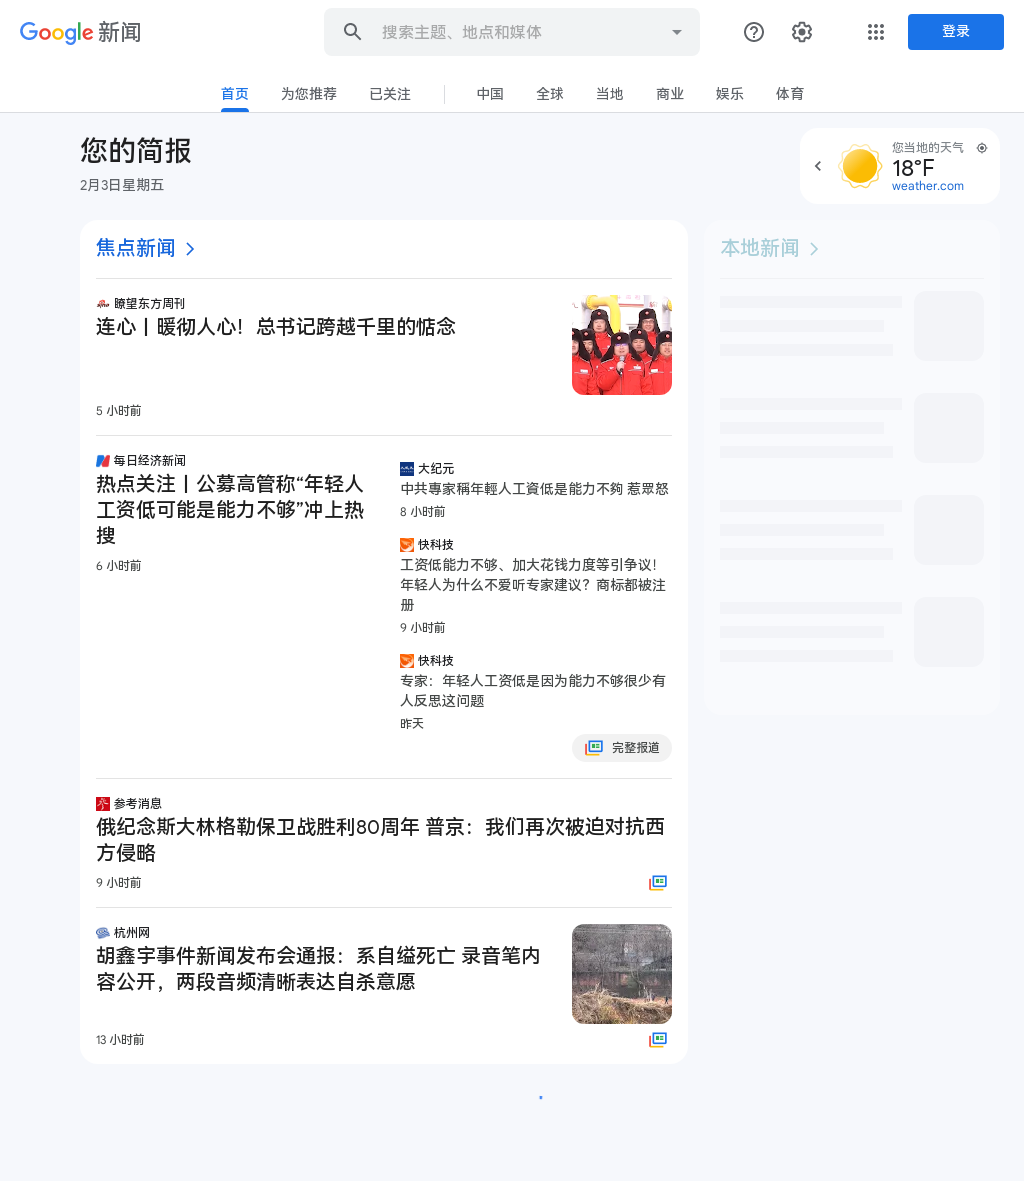 Google 新闻
搜索主题、地点和媒体
登录
首页
为您推荐
已关注
中国
全球
当地
商业
娱乐
体育
您的简报
2月3日星期五
您当地的天气
18°F
weather.com
焦点新闻
瞭望东方周刊
连心丨暖彻人心！总书记跨越千里的惦念
5 小时前
每日经济新闻
热点关注丨公募高管称“年轻人
工资低可能是能力不够”冲上热
搜
6 小时前
大纪元
中共專家稱年輕人工資低是能力不夠 惹眾怒
8 小时前
快科技
工资低能力不够、加大花钱力度等引争议！
年轻人为什么不爱听专家建议？商标都被注
册
9 小时前
快科技
专家：年轻人工资低是因为能力不够很少有
人反思这问题
昨天
完整报道
参考消息
俄纪念斯大林格勒保卫战胜利80周年 普京：我们再次被迫对抗西
方侵略
9 小时前
杭州网
胡鑫宇事件新闻发布会通报：系自缢死亡 录音笔内
容公开，两段音频清晰表达自杀意愿
13 小时前
本地新闻